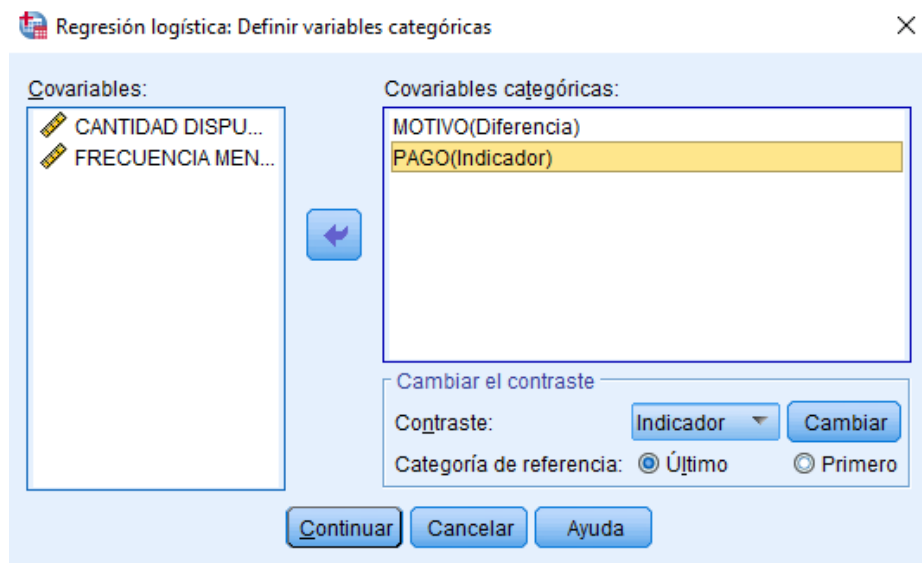 Regresión logística: Definir variables categóricas
Covariables:
CANTIDAD DISPU...
FRECUENCIA MEN...
Covariables categóricas:
MOTIVO(Diferencia)
PAGO(Indicador)
Cambiar el contraste
Contraste: Indicador Cambiar
Categoría de referencia: Último Primero
Continuar Cancelar Ayuda